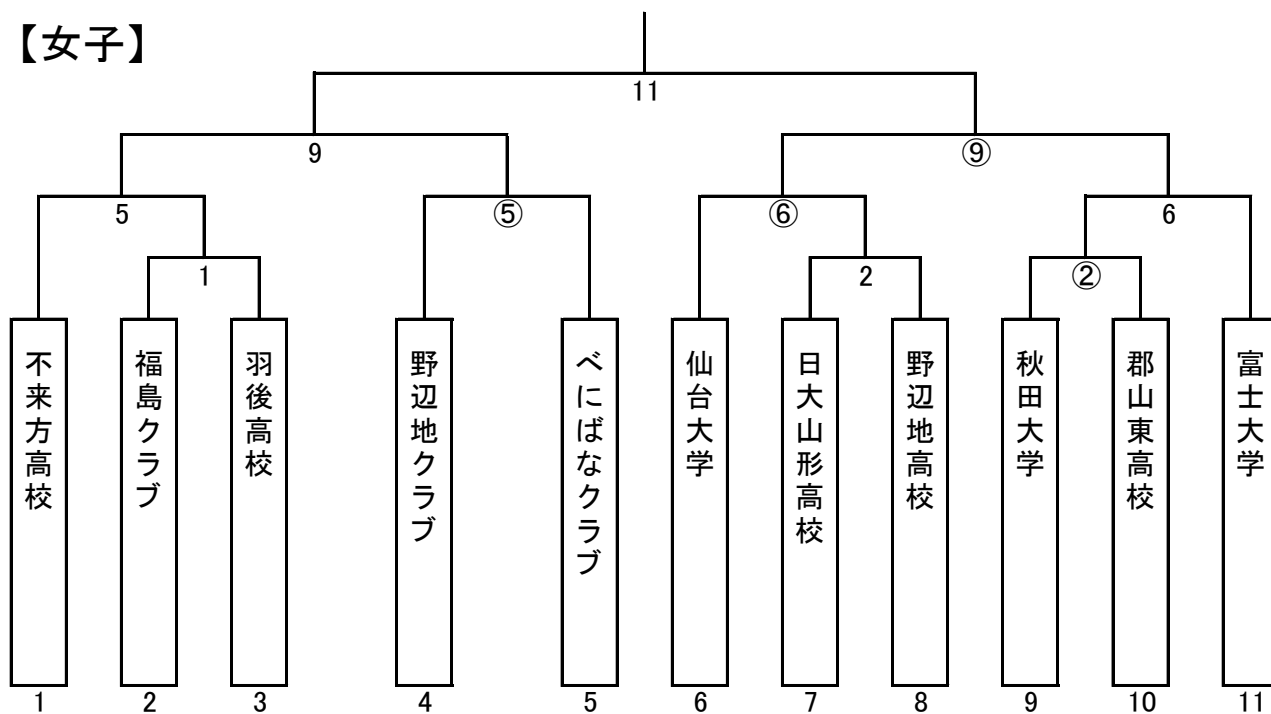 【女子】
11
9
⑨
5
⑤
⑥
6
1
2
②
不来方高校
福島クラブ
羽後高校
野辺地クラブ
べにばなクラブ
仙台大学
日大山形高校
野辺地高校
秋田大学
郡山東高校
富士大学
1
2
3
4
5
6
7
8
9
10
11